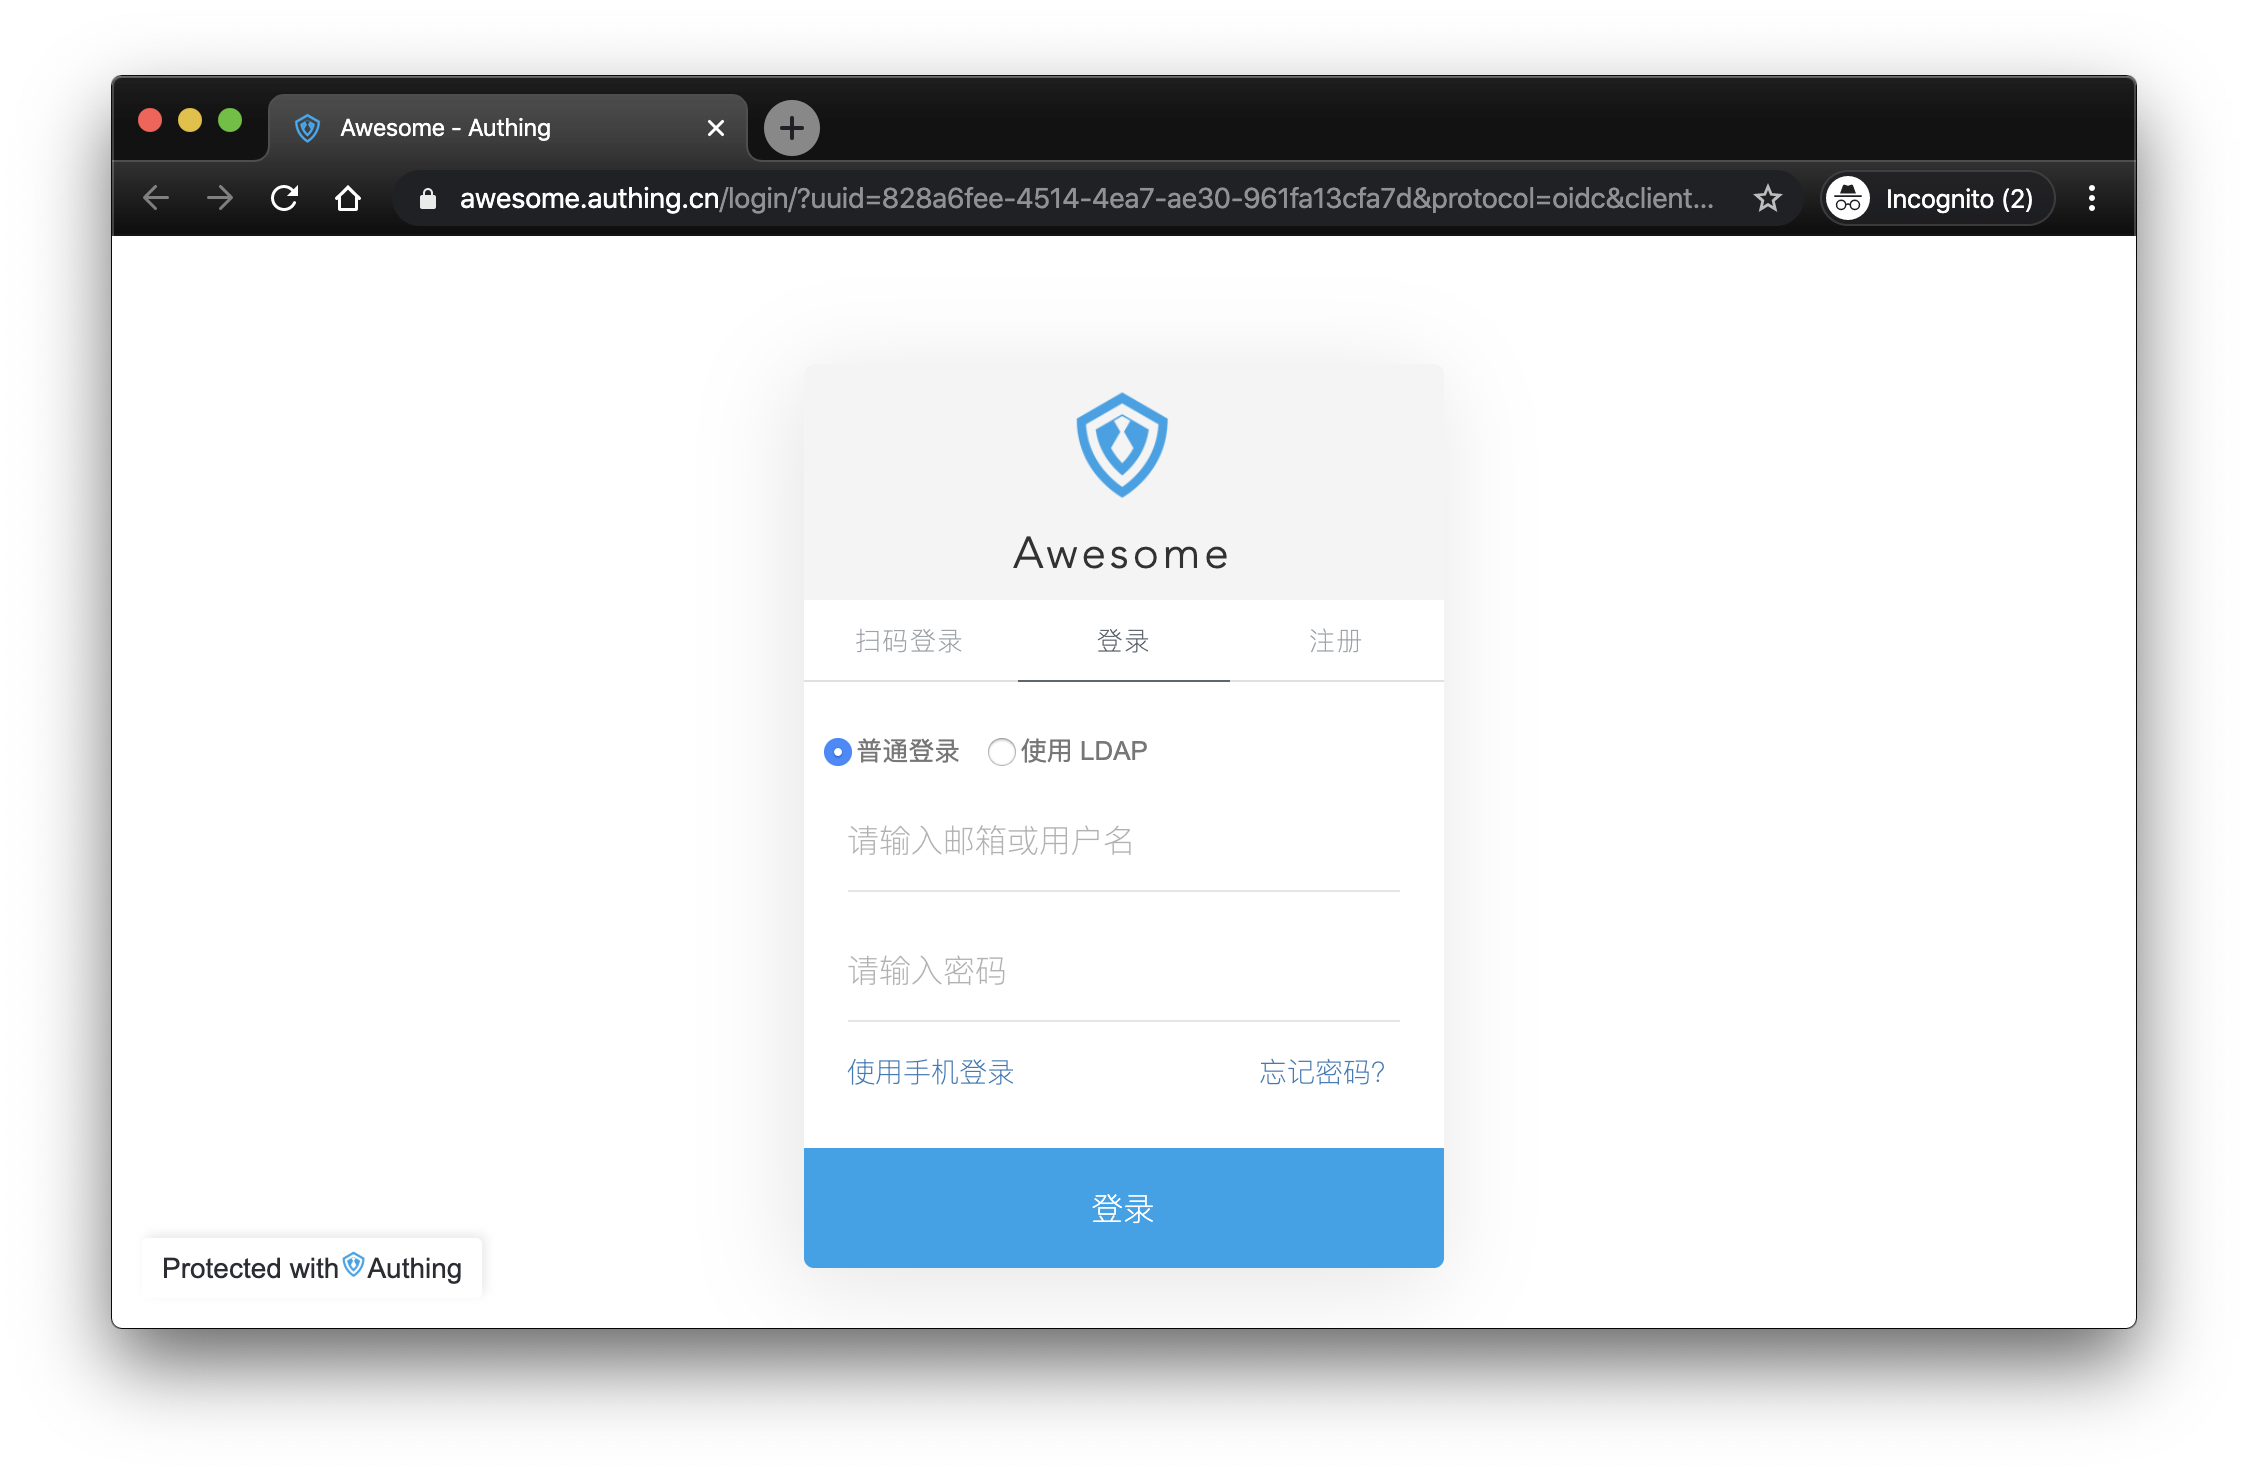 Awesome - Authing
awesome.authing.cn/login/?uuid=828a6fee-4514-4ea7-ae30-961fa13cfa7d&protocol=oidc&client...
Incognito (2)
Awesome
扫码登录 登录 注册
普通登录 使用 LDAP
请输入邮箱或用户名
请输入密码
使用手机登录 忘记密码?
登录
Protected with Authing